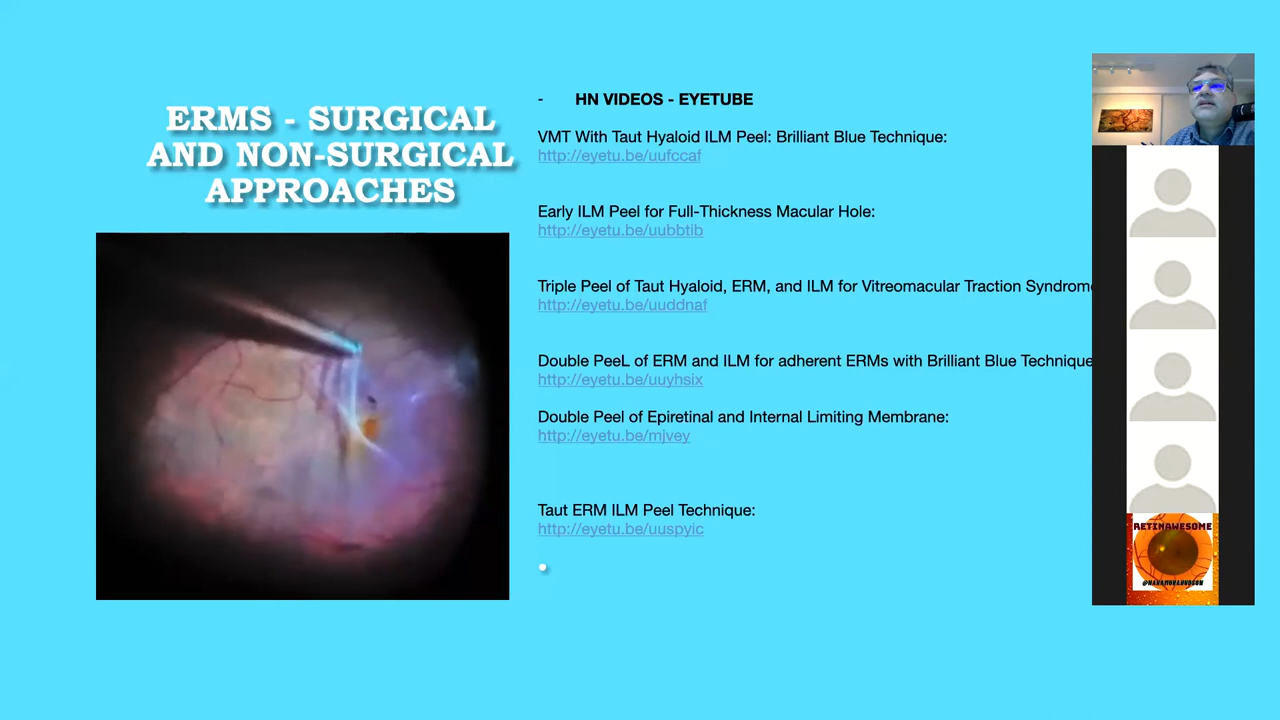 ERMS - SURGICAL
AND NON-SURGICAL
APPROACHES
- HN VIDEOS - EYETUBE
VMT With Taut Hyaloid ILM Peel: Brilliant Blue Technique:
http://eyetu.be/uufccaf
Early ILM Peel for Full-Thickness Macular Hole:
http://eyetu.be/uubbtib
Triple Peel of Taut Hyaloid, ERM, and ILM for Vitreomacular Traction Syndrome
http://eyetu.be/uuddnaf
Double PeeL of ERM and ILM for adherent ERMs with Brilliant Blue Technique
http://eyetu.be/uuyhsix
Double Peel of Epiretinal and Internal Limiting Membrane:
http://eyetu.be/mjvey
Taut ERM ILM Peel Technique:
http://eyetu.be/uuspyic
RETINAWESOME